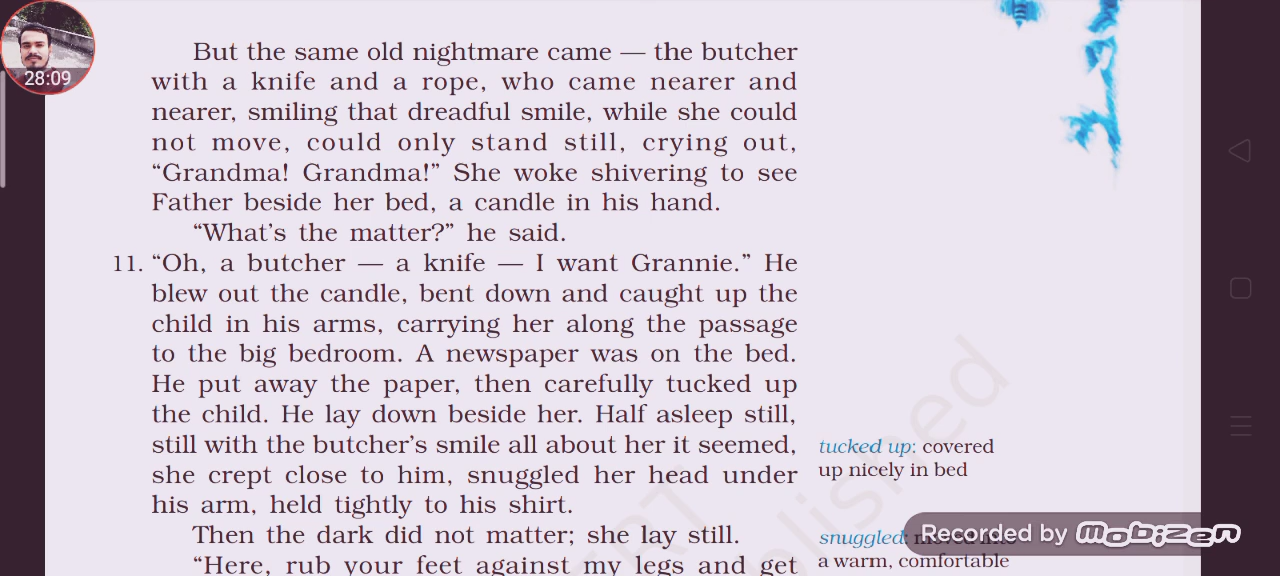 28:09
But the same old nightmare came — the butcher
with a knife and a rope, who came nearer and
nearer, smiling that dreadful smile, while she could
not move, could only stand still, crying out,
“Grandma! Grandma!” She woke shivering to see
Father beside her bed, a candle in his hand.
“What’s the matter?” he said.
11. “Oh, a butcher — a knife — I want Grannie.” He
blew out the candle, bent down and caught up the
child in his arms, carrying her along the passage
to the big bedroom. A newspaper was on the bed.
He put away the paper, then carefully tucked up
the child. He lay down beside her. Half asleep still,
still with the butcher’s smile all about her it seemed,
she crept close to him, snuggled her head under
his arm, held tightly to his shirt.
Then the dark did not matter; she lay still.
“Here, rub your feet against my legs and get
tucked up: covered
up nicely in bed
snuggled:
a warm, comfortable
Recorded by mobizen